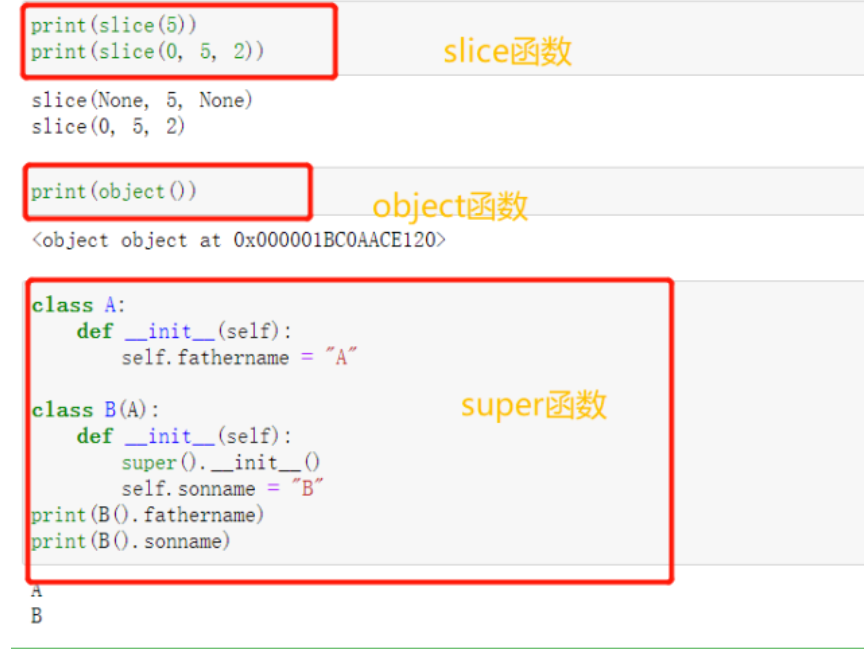 print(slice(5))
print(slice(0, 5, 2))
slice函数
slice(None, 5, None)
slice(0, 5, 2)
print(object())
object函数
<object object at 0x000001BC0AACE120>
class A:
    def __init__(self):
        self.fathername = "A"
class B(A):
    def __init__(self):
        super().__init__()
        self.sonname = "B"
print(B().fathername)
print(B().sonname)
super函数
A
B